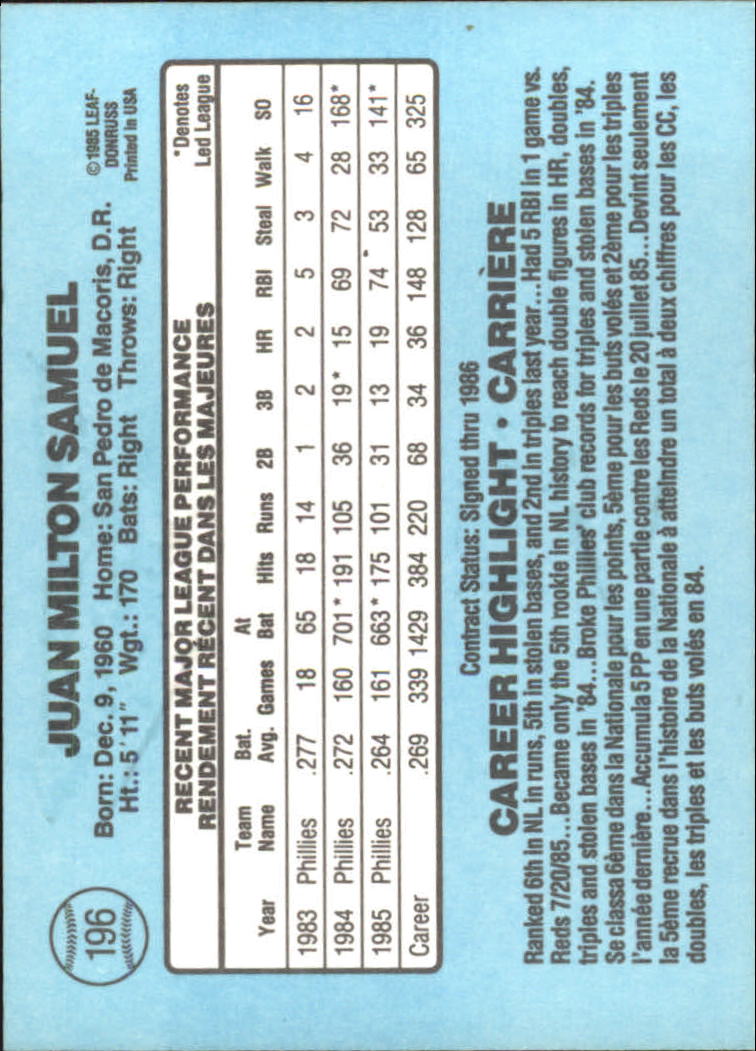 196
JUAN MILTON SAMUEL
Born: Dec. 9, 1960 Home: San Pedro de Macoris, D.R.
Ht.: 5'11" Wgt.: 170 Bats: Right Throws: Right
©1985 LEAF-
DONRUSS
Printed in USA
RECENT MAJOR LEAGUE PERFORMANCE
RENDEMENT RÉCENT DANS LES MAJEURES
*Denotes
Led League
Year Team Name Bat. Avg. Games At Bat Hits Runs 2B 3B HR RBI Steal Walk SO
1983 Phillies .277 18 65 18 14 1 2 2 5 3 4 16
1984 Phillies .272 160 701* 191 105 36 19* 15 69 72 28 168*
1985 Phillies .264 161 663* 175 101 31 13 19 74 53 33 141*
Career .269 339 1429 384 220 68 34 36 148 128 65 325
Contract Status: Signed thru 1986
CAREER HIGHLIGHT • CARRIÈRE
Ranked 6th in NL in runs, 5th in stolen bases, and 2nd in triples last year...Had 5 RBI in 1 game vs.
Reds 7/20/85...Became only the 5th rookie in NL history to reach double figures in HR, doubles,
triples and stolen bases in '84...Broke Phillies' club records for triples and stolen bases in '84.
Se classa 6ème dans la Nationale pour les points, 5ème pour les buts volés et 2ème pour les triples
l'année dernière....Accumula 5 PP en une partie contre les Reds le 20 juillet 85...Devint seulement
la 5ème recrue dans l'histoire de la Nationale à atteindre un total à deux chiffres pour les CC, les
doubles, les triples et les buts volés en 84.